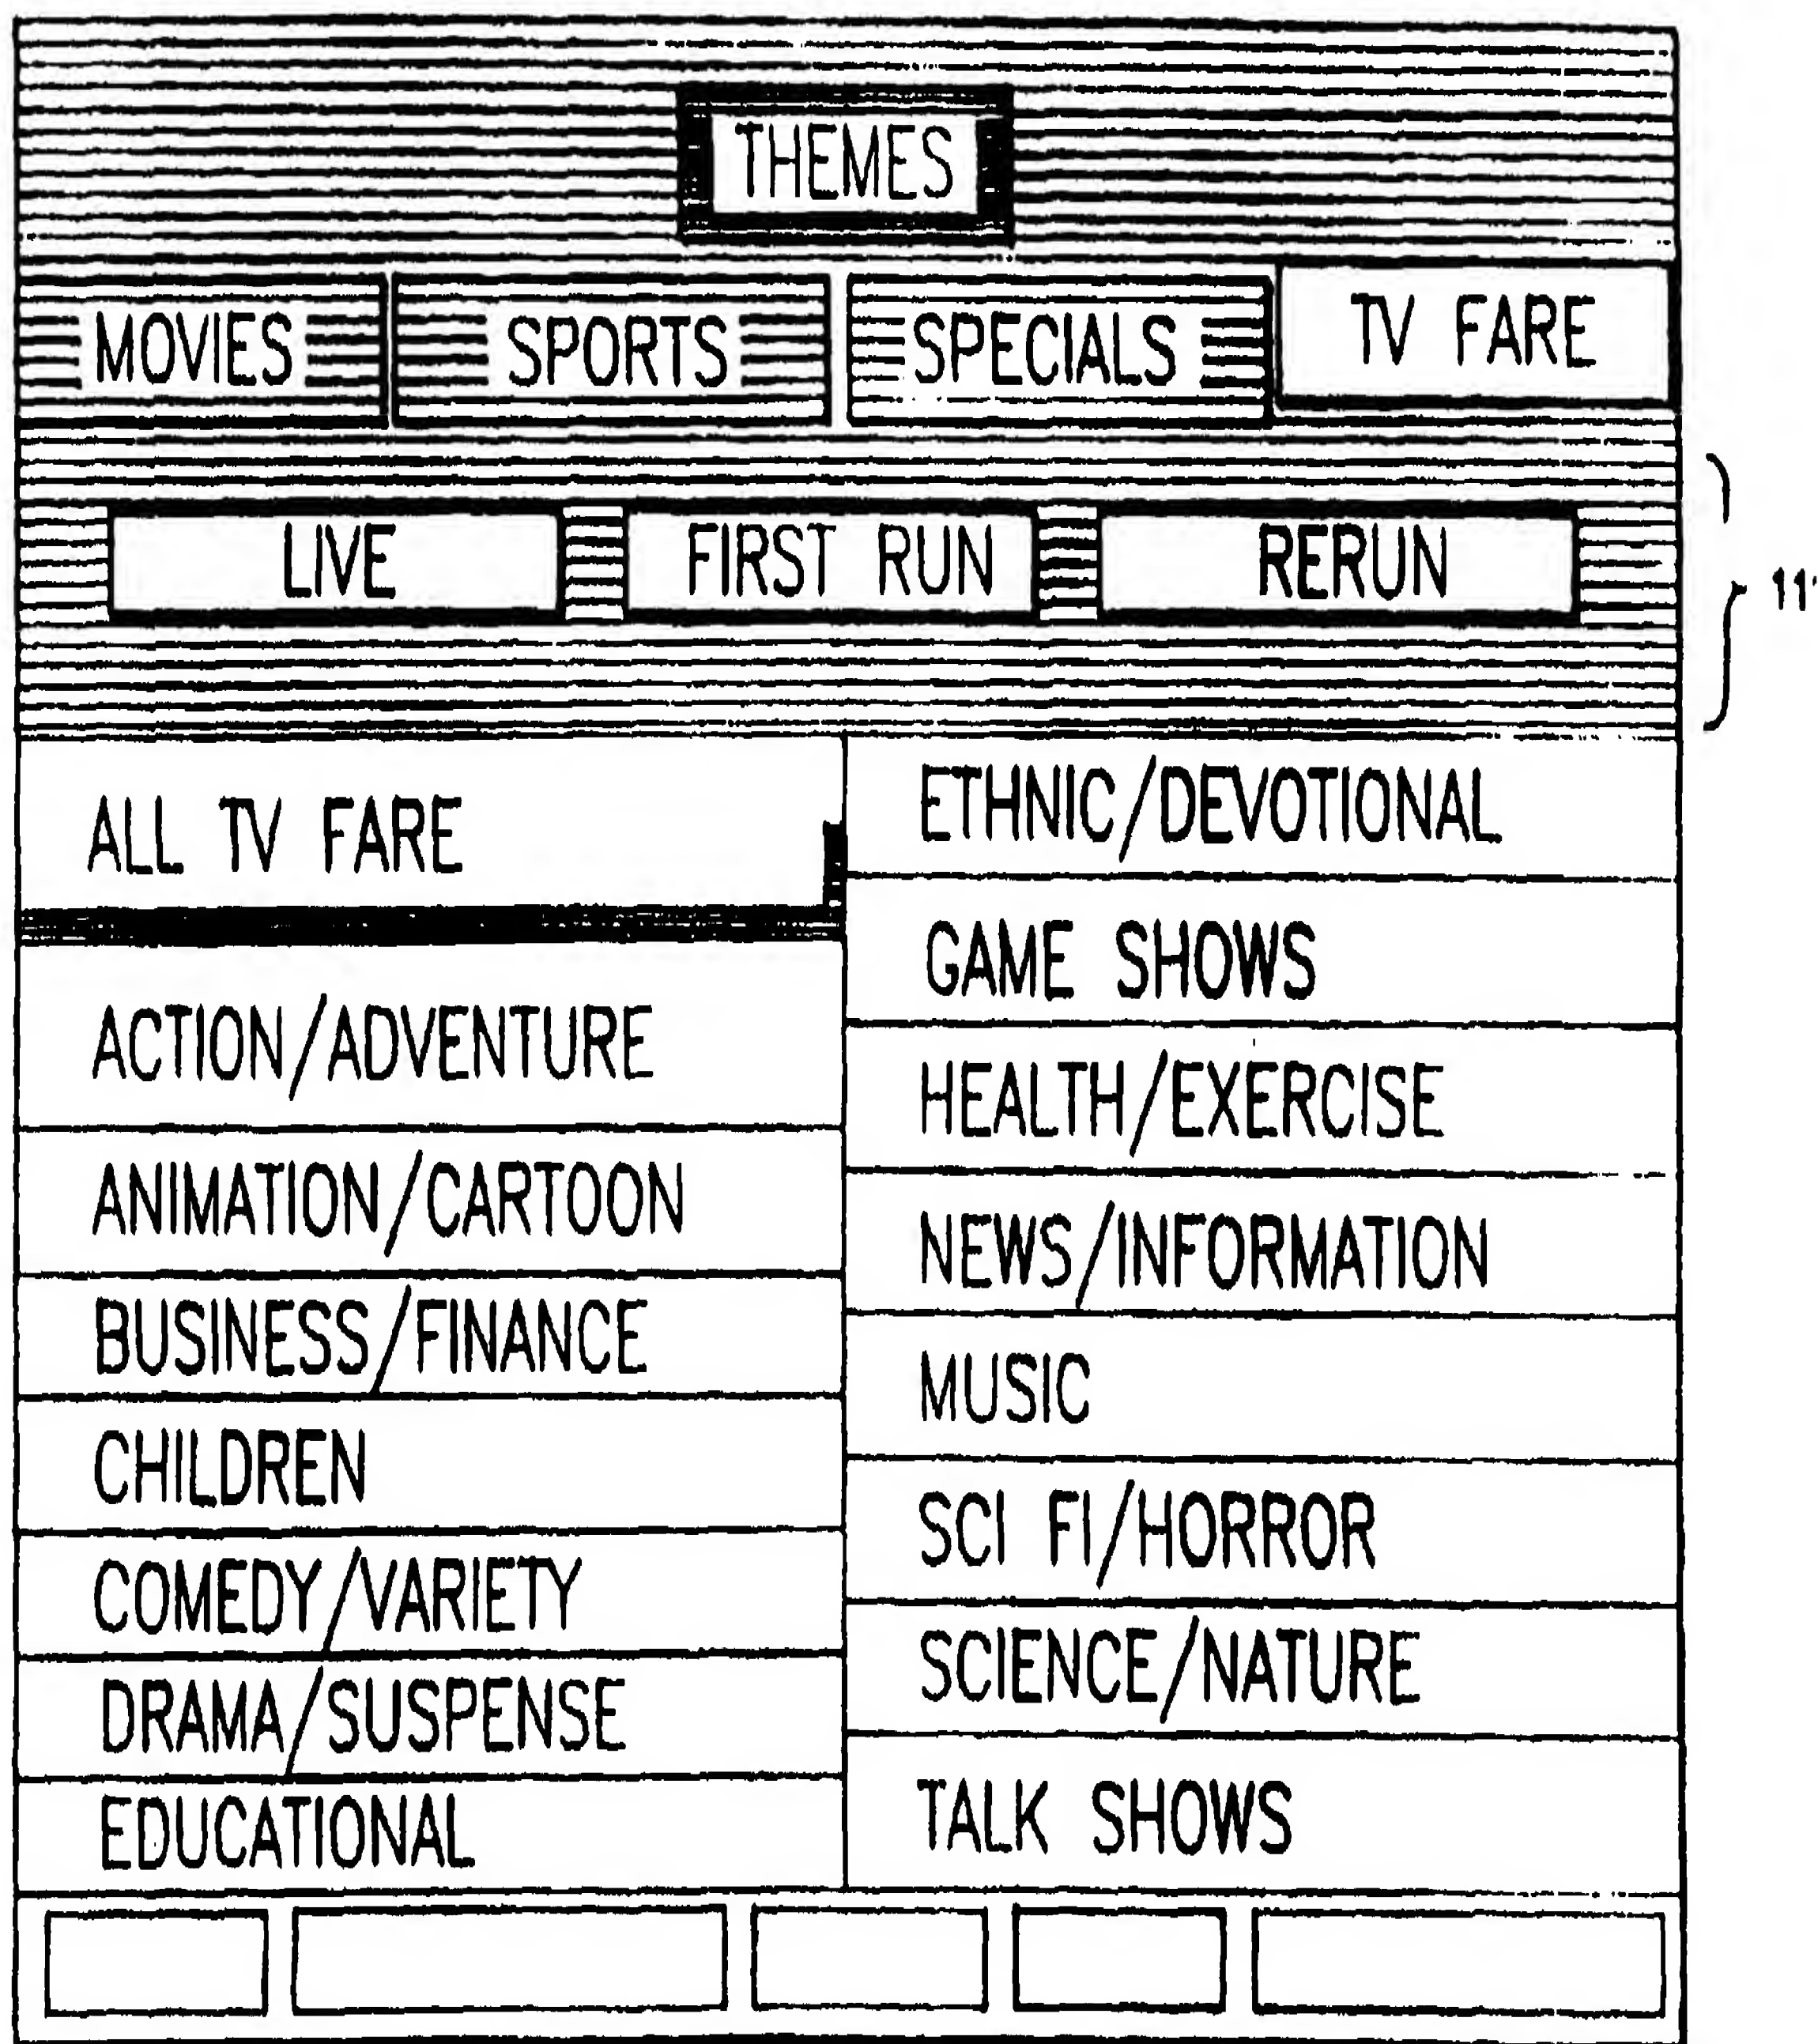 THEMES
MOVIES SPORTS SPECIALS TV FARE
LIVE FIRST RUN RERUN
ALL TV FARE
ACTION/ADVENTURE
ANIMATION/CARTOON
BUSINESS/FINANCE
CHILDREN
COMEDY/VARIETY
DRAMA/SUSPENSE
EDUCATIONAL
ETHNIC/DEVOTIONAL
GAME SHOWS
HEALTH/EXERCISE
NEWS/INFORMATION
MUSIC
SCI FI/HORROR
SCIENCE/NATURE
TALK SHOWS